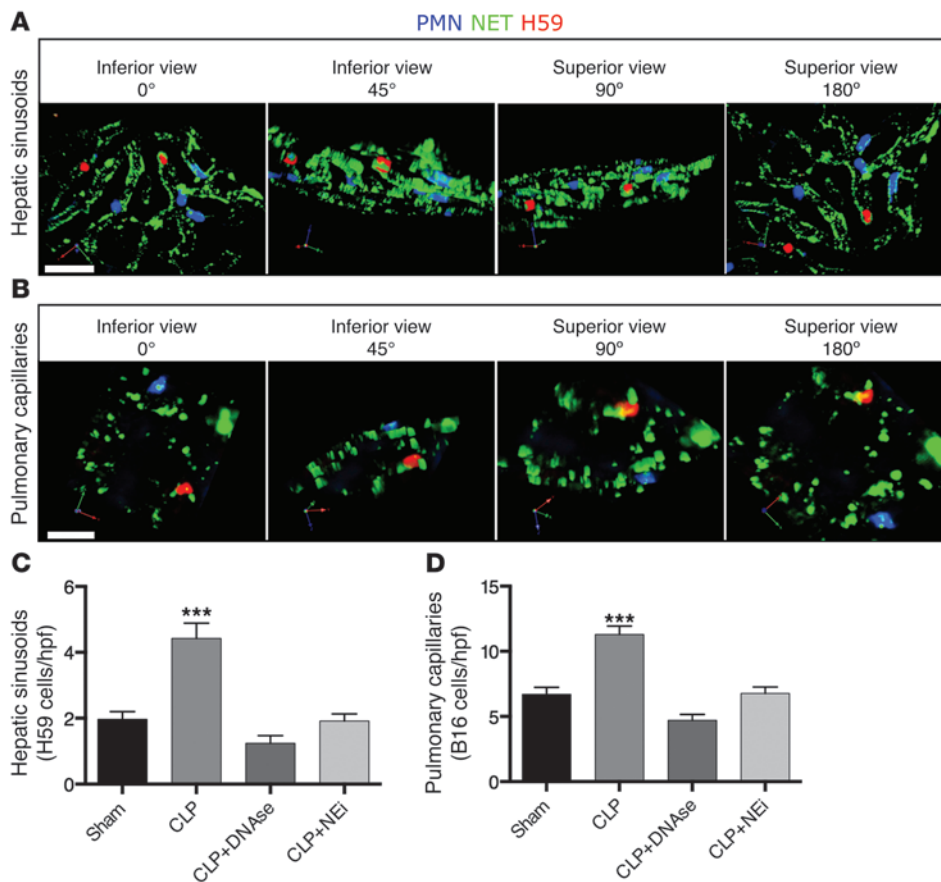 A
PMN NET H59
Hepatic sinusoids
Inferior view
0°
Inferior view
45°
Superior view
90°
Superior view
180°
B
Pulmonary capillaries
Inferior view
0°
Inferior view
45°
Superior view
90°
Superior view
180°
C
Hepatic sinusoids
(H59 cells/hpf)
6
4
2
0
***
Sham
CLP
CLP+DNAse
CLP+NEi
D
Pulmonary capillaries
(B16 cells/hpf)
15
10
5
0
***
Sham
CLP
CLP+DNAse
CLP+NEi